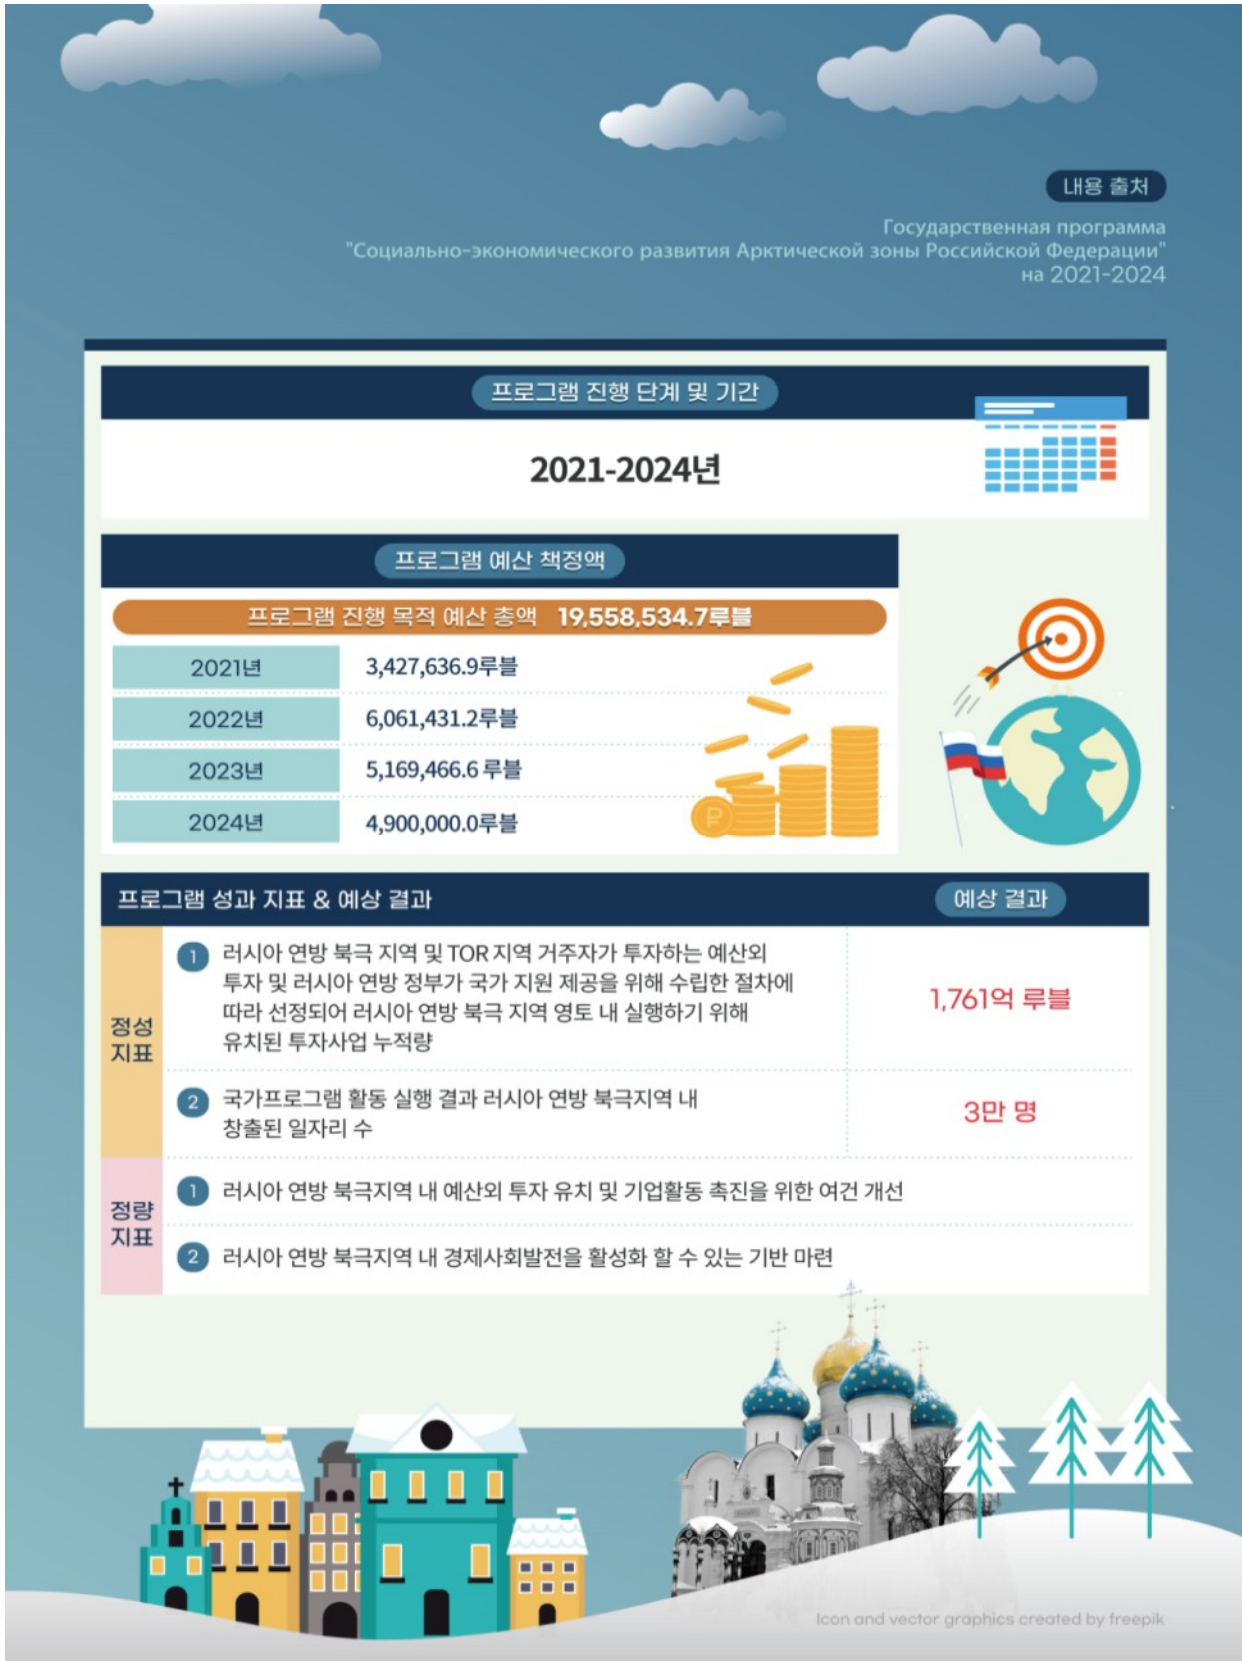 내용 출처
Государственная программа
"Социально-экономического развития Арктической зоны Российской Федерации"
на 2021-2024
프로그램 진행 단계 및 기간
2021-2024년
프로그램 예산 책정액
프로그램 진행 목적 예산 총액 19,558,534.7루블
2021년 3,427,636.9루블
2022년 6,061,431.2루블
2023년 5,169,466.6 루블
2024년 4,900,000.0루블
프로그램 성과 지표 & 예상 결과 예상 결과
정성
지표
1 러시아 연방 북극 지역 및 TOR 지역 거주자가 투자하는 예산외
투자 및 러시아 연방 정부가 국가 지원 제공을 위해 수립한 절차에
따라 선정되어 러시아 연방 북극 지역 영토 내 실행하기 위해
유치된 투자사업 누적량
1,761억 루블
2 국가프로그램 활동 실행 결과 러시아 연방 북극지역 내
창출된 일자리 수
3만 명
정량
지표
1 러시아 연방 북극지역 내 예산외 투자 유치 및 기업활동 촉진을 위한 여건 개선
2 러시아 연방 북극지역 내 경제사회발전을 활성화 할 수 있는 기반 마련
Icon and vector graphics created by freepik